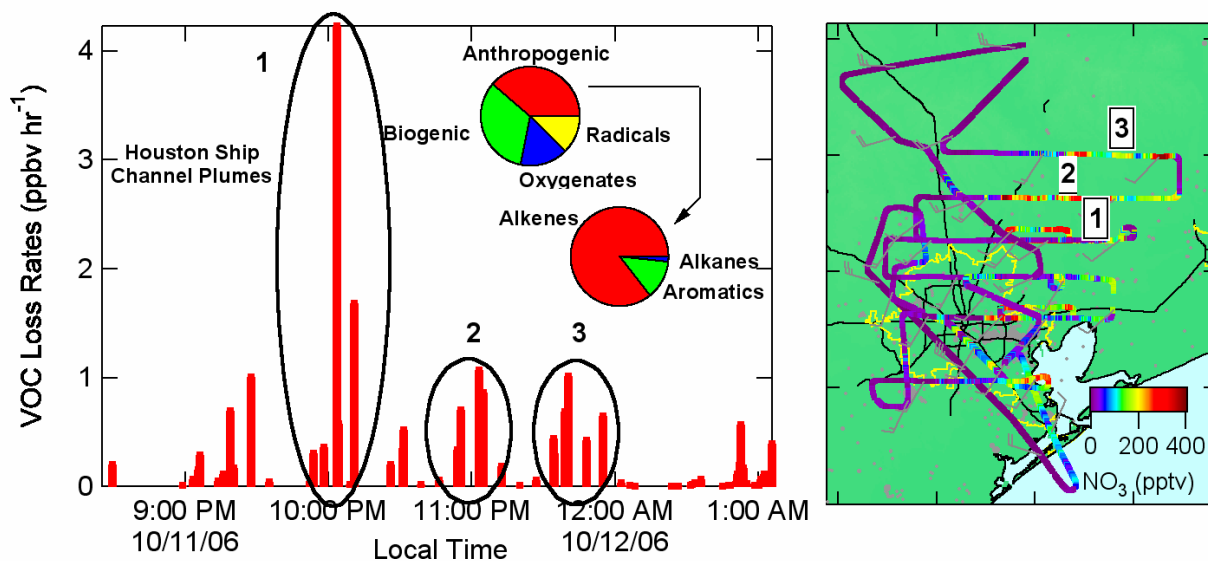 VOC Loss Rates (ppbv hr⁻¹)
4
3
2
1
0
1
Houston Ship
Channel Plumes
Anthropogenic
Biogenic
Radicals
Oxygenates
Alkenes
Alkanes
Aromatics
2
3
9:00 PM
10:00 PM
11:00 PM
12:00 AM
1:00 AM
10/11/06
10/12/06
Local Time
3
2
1
0
200
400
NO₃ (pptv)